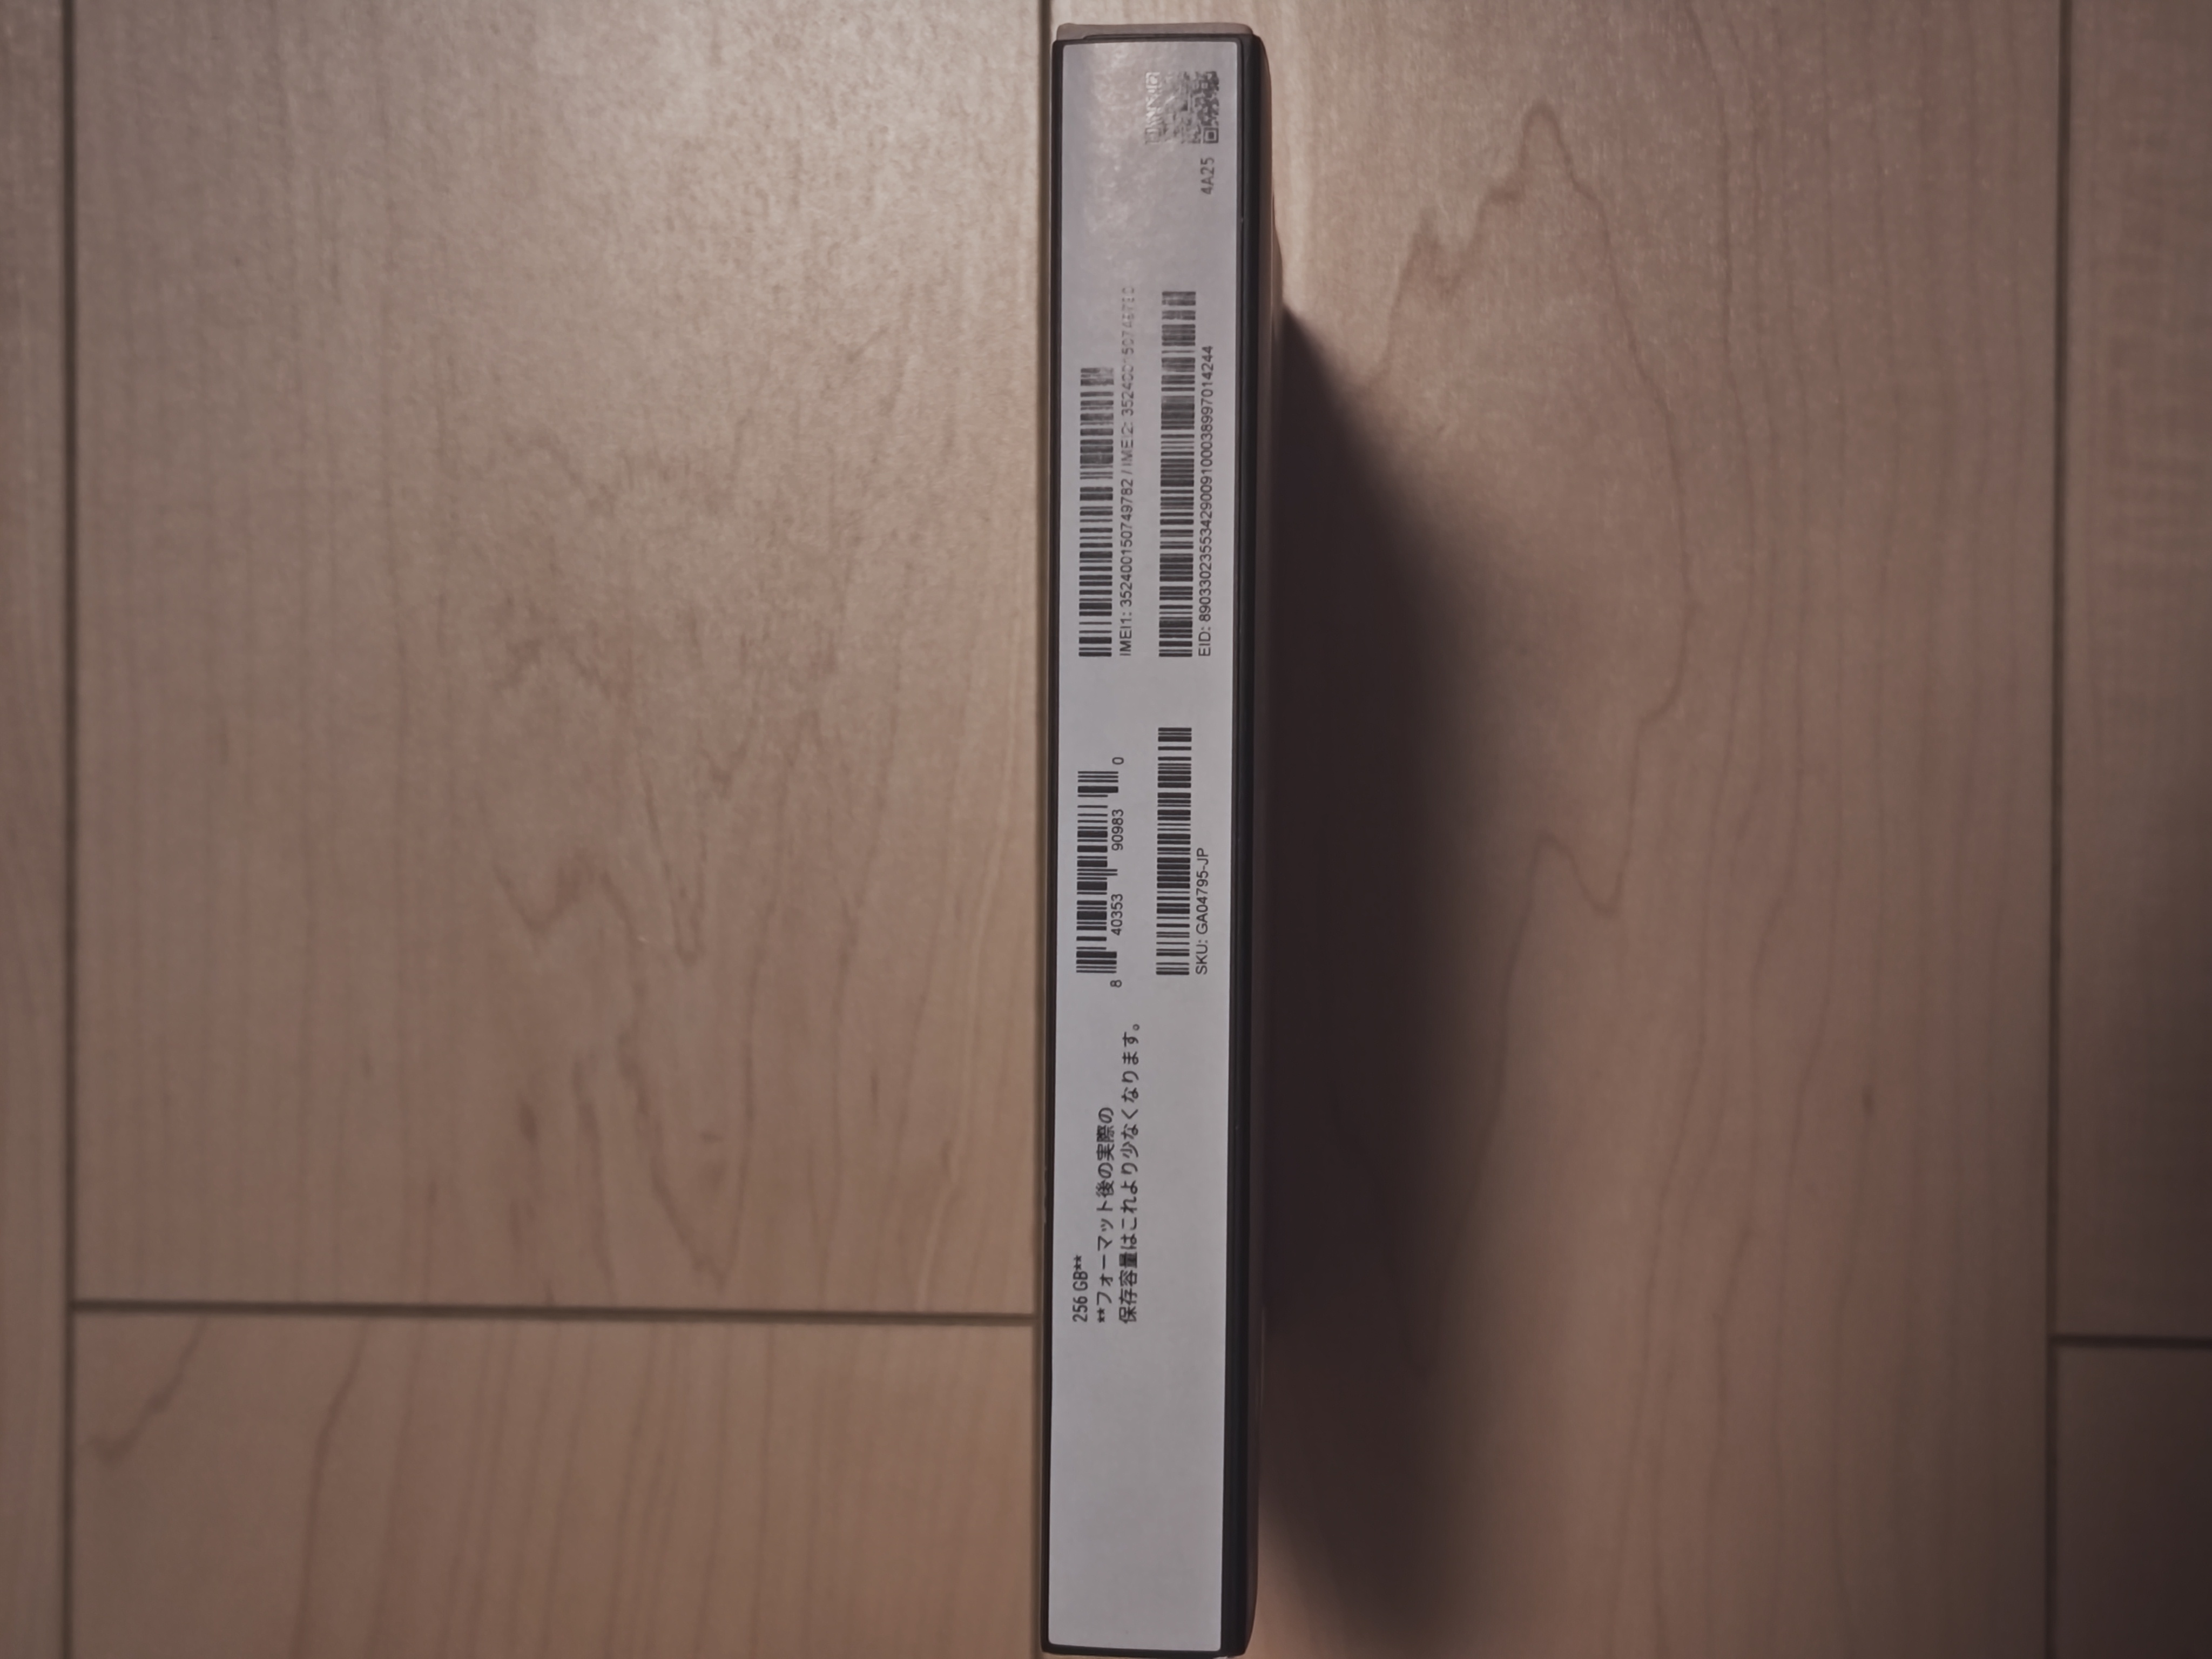 256 GB**
**フォーマット後の実際の
保存容量はこれより少なくなります。
8 40353 90983 0
SKU: GA04795-JP
IMEI1: 352400150749782 / IMEI2:
EID: 89033023553429009100038997014244
4A25